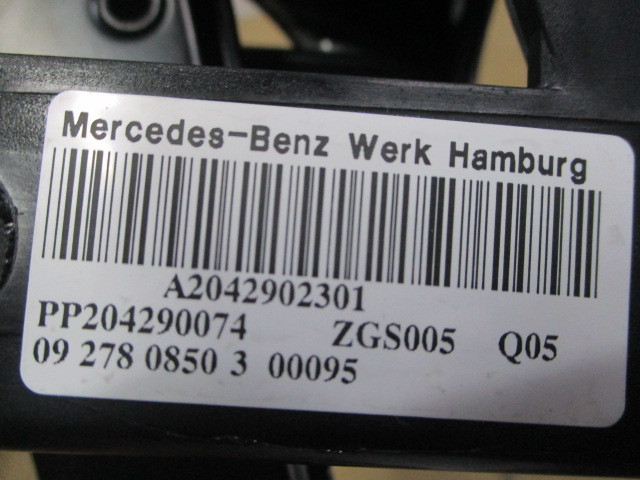 Mercedes-Benz Werk Hamburg
A2042902301
PP204290074 ZGS005 Q05
09 278 0850 3 00095